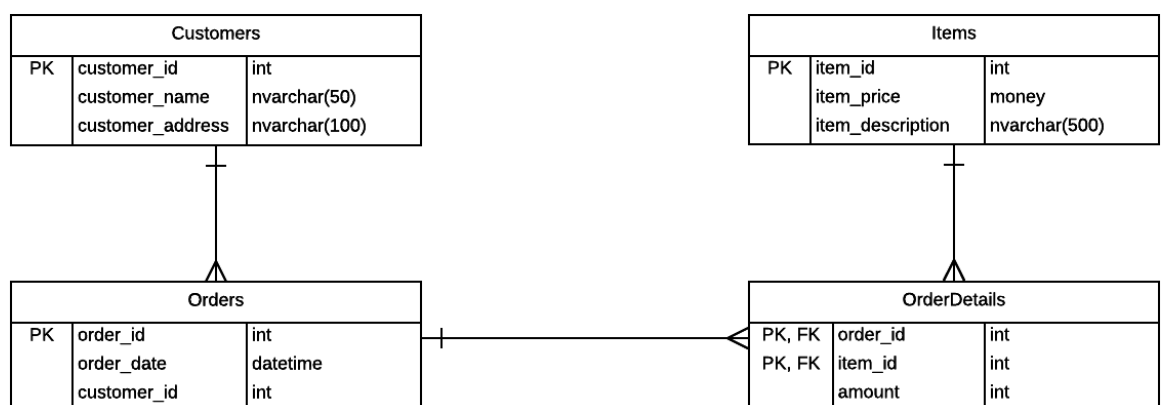 Customers
PK customer_id int
customer_name nvarchar(50)
customer_address nvarchar(100)
Items
PK item_id int
item_price money
item_description nvarchar(500)
Orders
PK order_id int
order_date datetime
customer_id int
OrderDetails
PK, FK order_id int
PK, FK item_id int
amount int